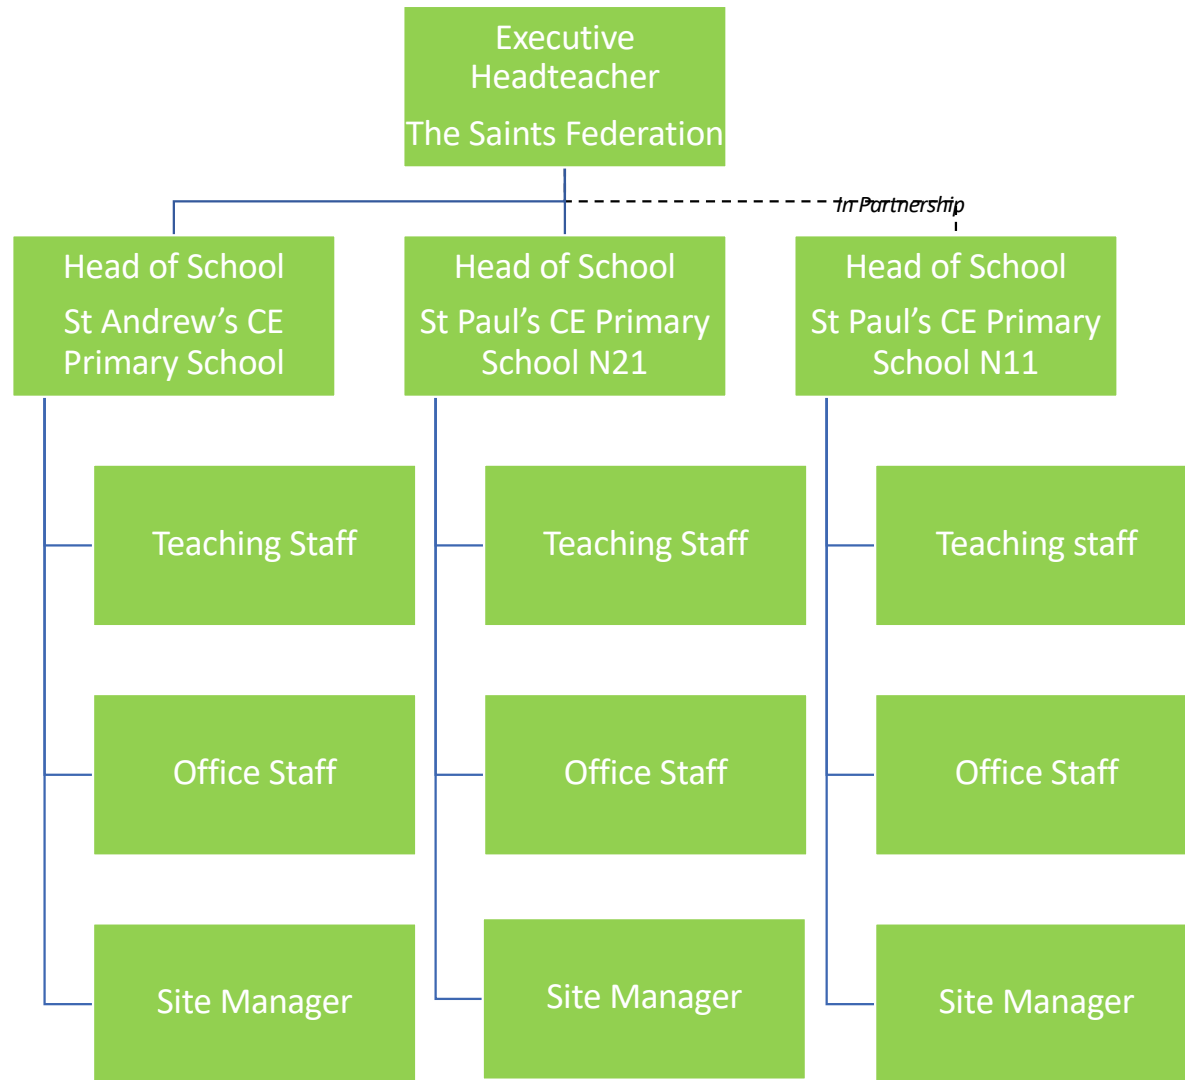 Executive
Headteacher
The Saints Federation
In Partnership
Head of School
St Andrew’s CE
Primary School
Head of School
St Paul’s CE Primary
School N21
Head of School
St Paul’s CE Primary
School N11
Teaching Staff
Teaching Staff
Teaching staff
Office Staff
Office Staff
Office Staff
Site Manager
Site Manager
Site Manager